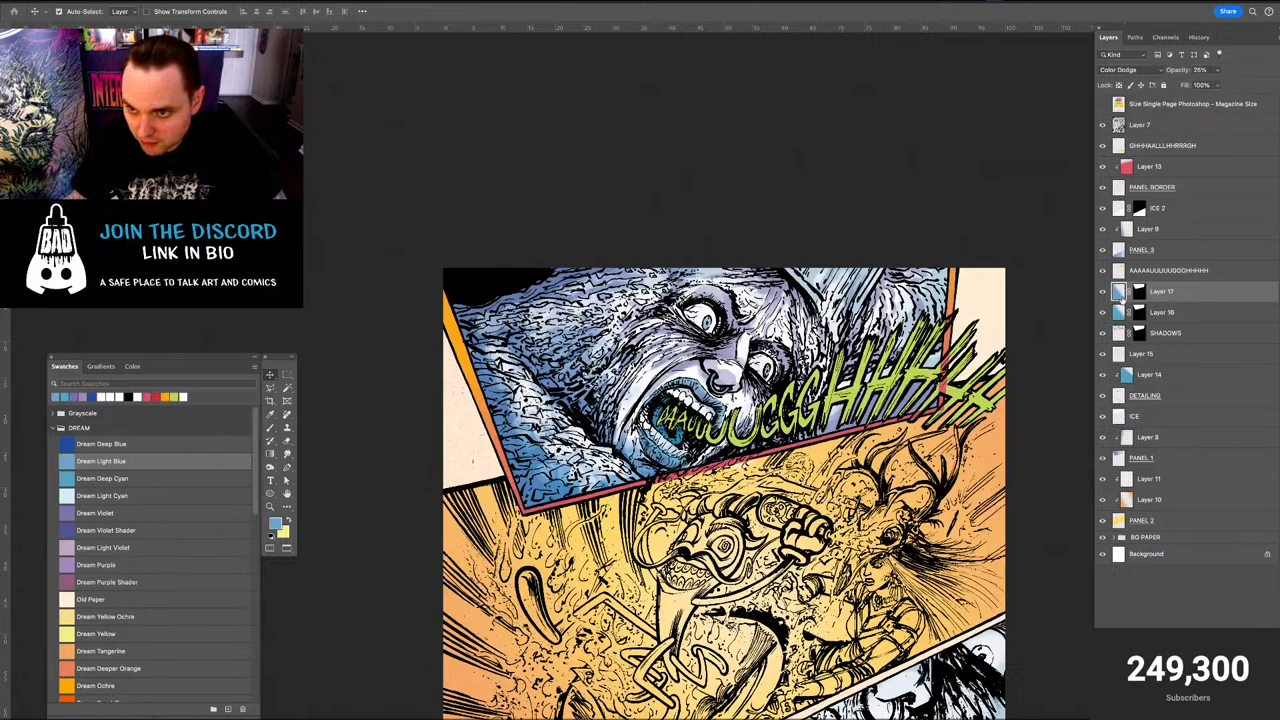 Auto-Select: Layer Show Transform Controls Share
Layers Paths Channels History
Kind
Color Dodge Opacity: 25%
Lock: Fill: 100%
Size Single Page Photoshop - Magazine Size
Layer 7
GHHHAALLLHHRRRGH
Layer 13
PANEL BORDER
ICE 2
Layer 9
PANEL 3
AAAAAUUUUUGGGHHHHH
Layer 17
Layer 16
SHADOWS
Layer 15
Layer 14
DETAILING
ICE
Layer 8
PANEL 1
Layer 11
Layer 10
PANEL 2
BG PAPER
Background
BAD
JOIN THE DISCORD
LINK IN BIO
A SAFE PLACE TO TALK ART AND COMICS
Swatches Gradients Color
Search Swatches
Grayscale
DREAM
Dream Deep Blue
Dream Light Blue
Dream Deep Cyan
Dream Light Cyan
Dream Violet
Dream Violet Shader
Dream Light Violet
Dream Purple
Dream Purple Shader
Old Paper
Dream Yellow Ochre
Dream Yellow
Dream Tangerine
Dream Deeper Orange
Dream Ochre
249,300
Subscribers